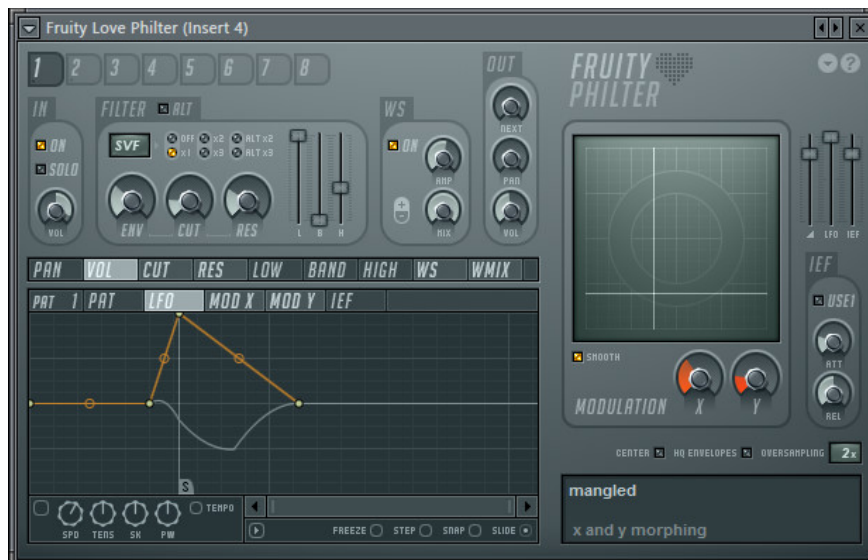 Fruity Love Philter (Insert 4)
1 2 3 4 5 6 7 8
OUT
FRUITY
PHILTER
IN
FILTER ALT
WS
NEXT
ON
SVF
OFF x2 ALT x2
x1 x3 ALT x3
ON
SOLO
AMP
PAN
VOL
ENV CUT RES
L B H
MIX
VOL
LFO IEF
PAN VOL CUT RES LOW BAND HIGH WS WMIX
IEF
PAT 1 PAT LFO MOD X MOD Y IEF
USE1
SMOOTH
ATT
MODULATION X Y
REL
CENTER HQ ENVELOPES OVERSAMPLING 2x
S
mangled
TEMPO
SPD TENS SK PW
FREEZE STEP SNAP SLIDE
x and y morphing